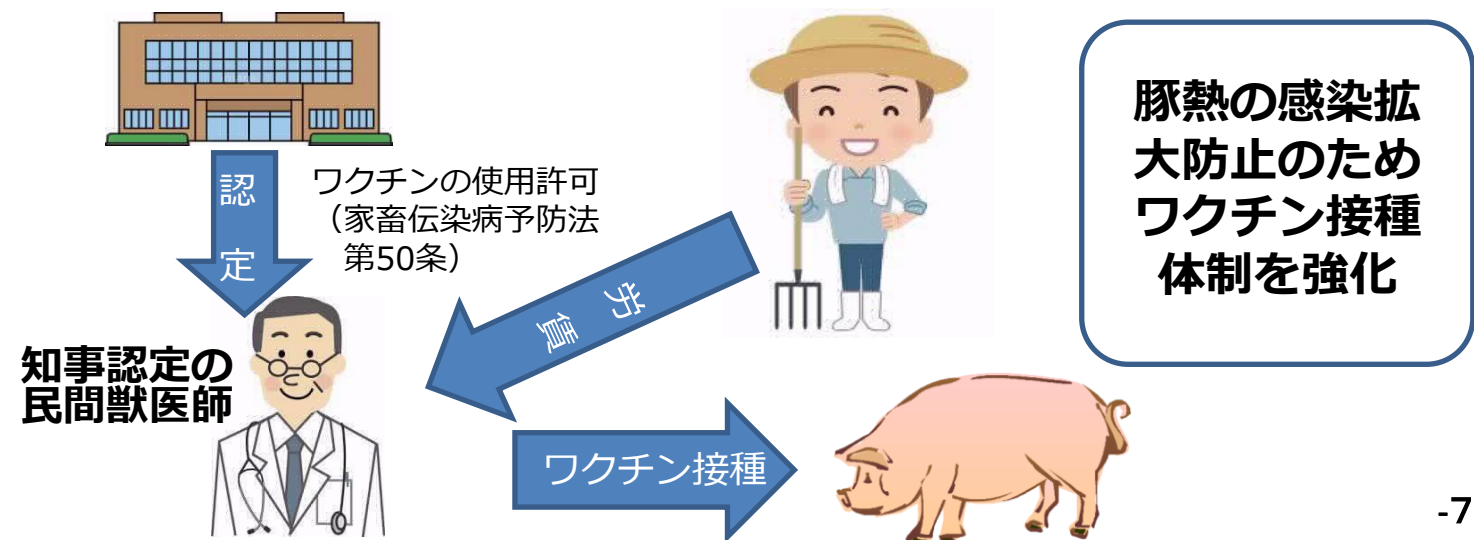 認
定
ワクチンの使用許可
（家畜伝染病予防法
第50条）
労
賃
知事認定の
民間獣医師
ワクチン接種
豚熱の感染拡
大防止のため
ワクチン接種
体制を強化
-7